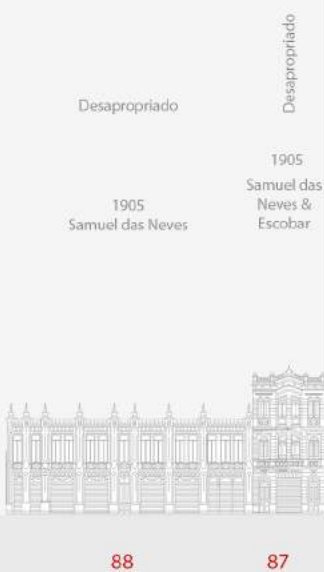 Desapropriado
1905
Samuel das Neves
88
Desapropriado
1905
Samuel das
Neves &
Escobar
87